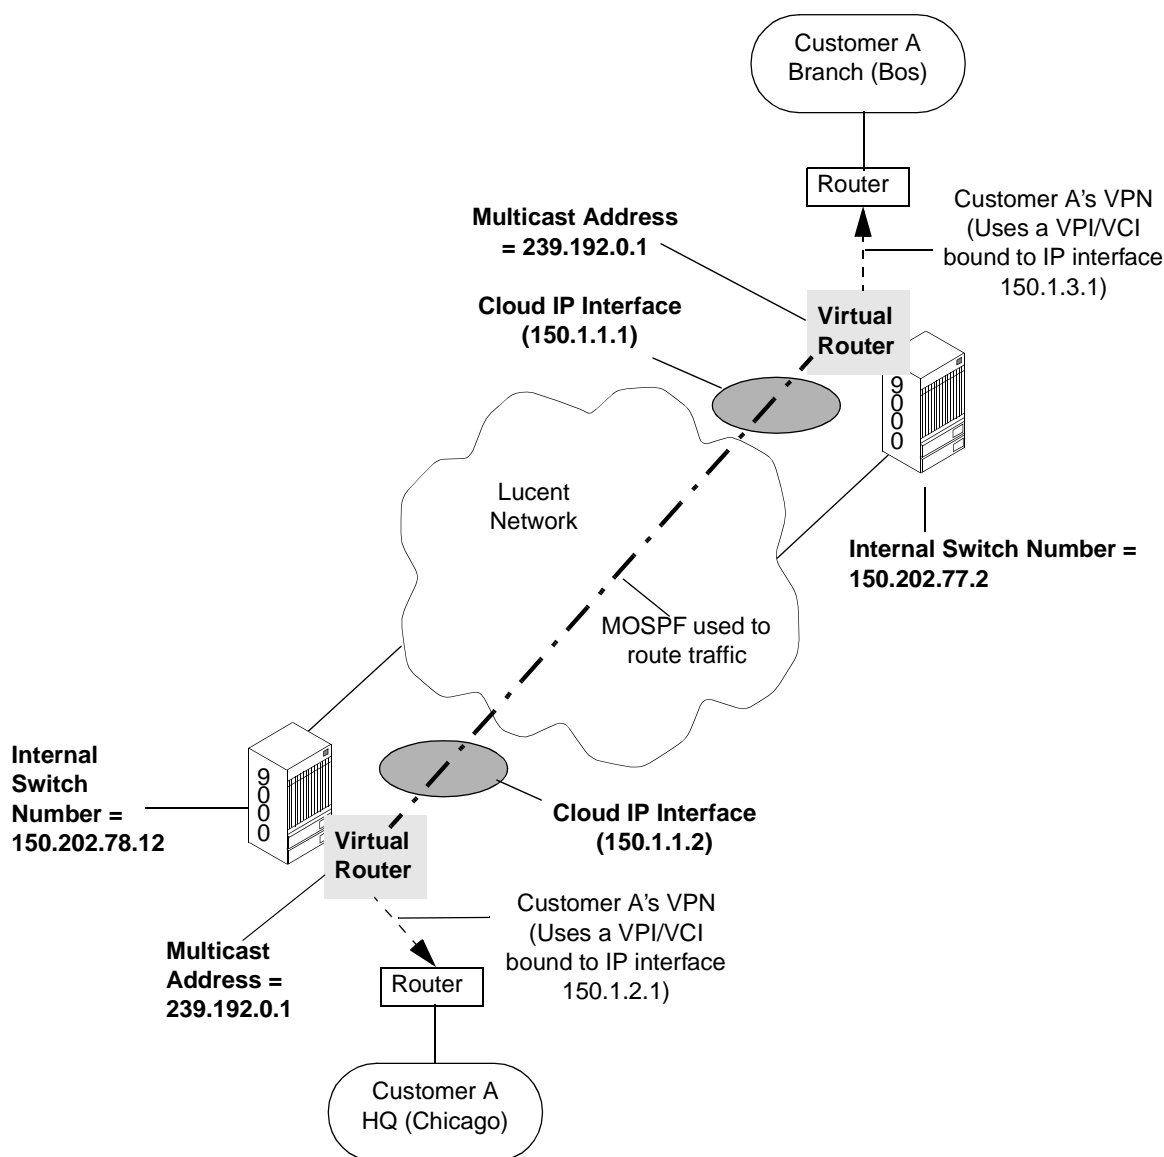 Customer A
Branch (Bos)
Router
Customer A's VPN
(Uses a VPI/VCI
bound to IP interface
150.1.3.1)
Multicast Address
= 239.192.0.1
Cloud IP Interface
(150.1.1.1)
Virtual
Router
9
0
0
0
Lucent
Network
Internal Switch Number =
150.202.77.2
MOSPF used to
route traffic
Internal
Switch
Number =
150.202.78.12
9
0
0
0
Cloud IP Interface
(150.1.1.2)
Virtual
Router
Customer A's VPN
(Uses a VPI/VCI
bound to IP interface
150.1.2.1)
Multicast
Address =
239.192.0.1
Router
Customer A
HQ (Chicago)